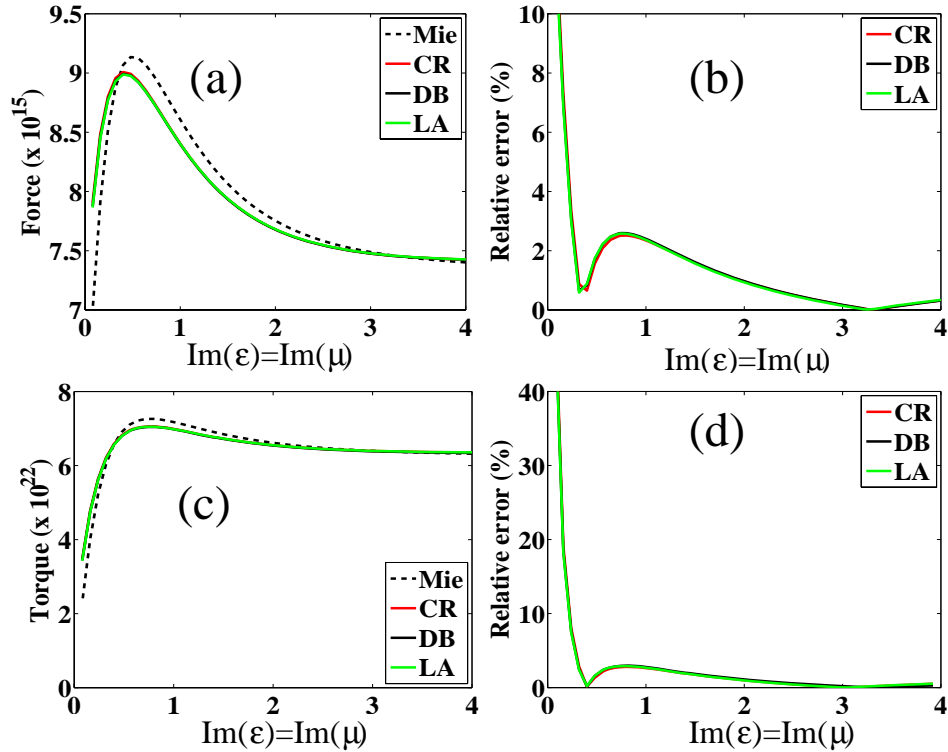 9.5
9
8.5
8
7.5
7
Force (x 10^15)
(a)
Mie
CR
DB
LA
0 1 2 3 4
Im(ε)=Im(μ)
10
8
6
4
2
0
Relative error (%)
(b)
CR
DB
LA
0 1 2 3 4
Im(ε)=Im(μ)
8
6
4
2
0
Torque (x 10^22)
(c)
Mie
CR
DB
LA
0 1 2 3 4
Im(ε)=Im(μ)
40
30
20
10
0
Relative error (%)
(d)
CR
DB
LA
0 1 2 3 4
Im(ε)=Im(μ)